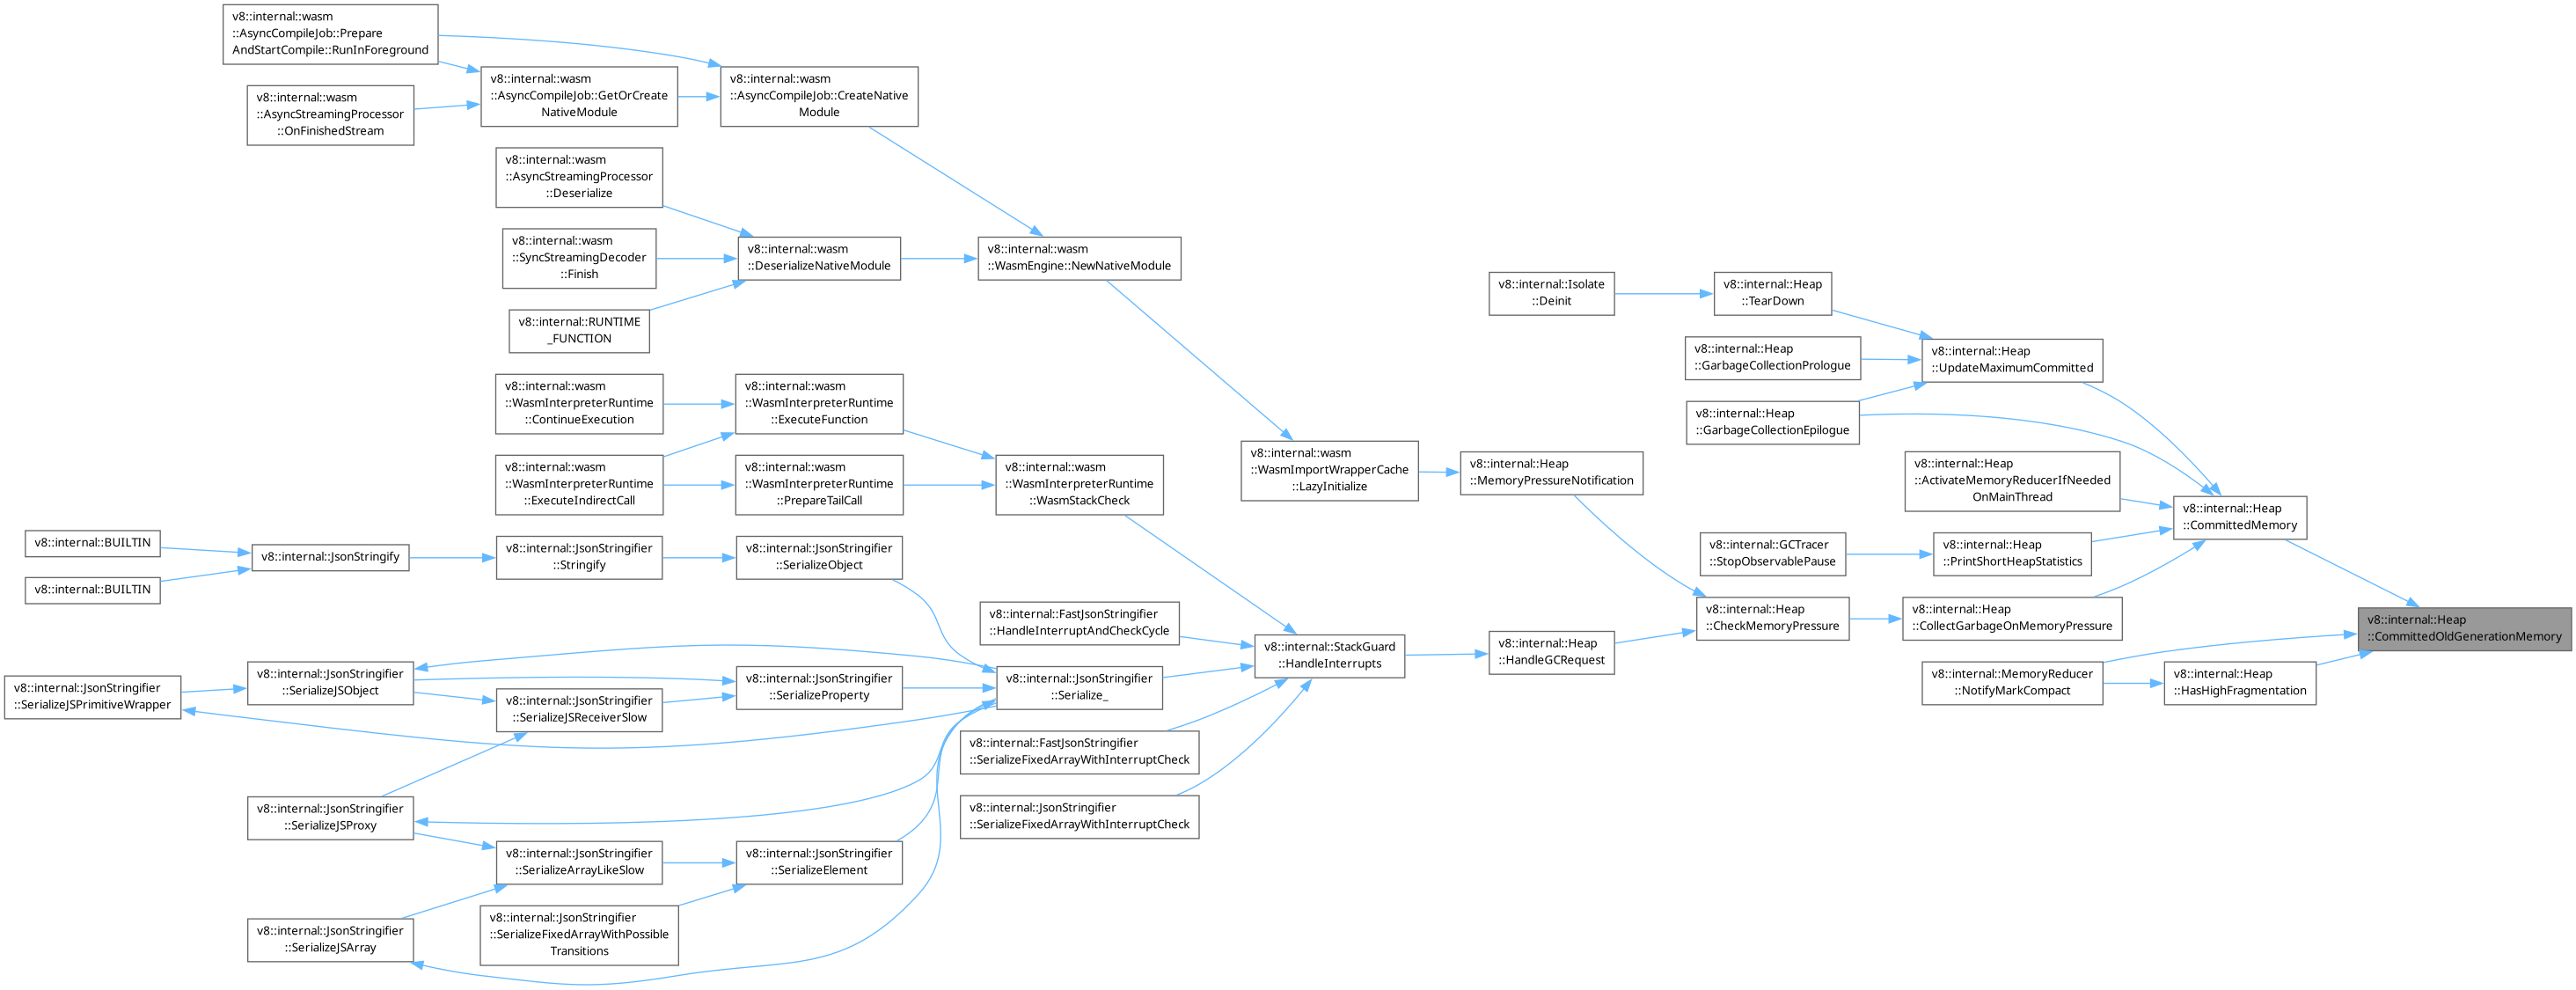 v8::internal::wasm
::AsyncCompileJob::Prepare
AndStartCompile::RunInForeground
v8::internal::wasm
::AsyncCompileJob::GetOrCreate
NativeModule
v8::internal::wasm
::AsyncCompileJob::CreateNative
Module
v8::internal::wasm
::AsyncStreamingProcessor
::OnFinishedStream
v8::internal::wasm
::AsyncStreamingProcessor
::Deserialize
v8::internal::wasm
::SyncStreamingDecoder
::Finish
v8::internal::wasm
::DeserializeNativeModule
v8::internal::wasm
::WasmEngine::NewNativeModule
v8::internal::RUNTIME
_FUNCTION
v8::internal::Isolate
::Deinit
v8::internal::Heap
::TearDown
v8::internal::Heap
::GarbageCollectionPrologue
v8::internal::Heap
::UpdateMaximumCommitted
v8::internal::Heap
::GarbageCollectionEpilogue
v8::internal::wasm
::WasmInterpreterRuntime
::ContinueExecution
v8::internal::wasm
::WasmInterpreterRuntime
::ExecuteFunction
v8::internal::wasm
::WasmInterpreterRuntime
::ExecuteIndirectCall
v8::internal::wasm
::WasmInterpreterRuntime
::PrepareTailCall
v8::internal::wasm
::WasmInterpreterRuntime
::WasmStackCheck
v8::internal::wasm
::WasmImportWrapperCache
::LazyInitialize
v8::internal::Heap
::MemoryPressureNotification
v8::internal::Heap
::ActivateMemoryReducerIfNeeded
OnMainThread
v8::internal::Heap
::CommittedMemory
v8::internal::BUILTIN
v8::internal::BUILTIN
v8::internal::JsonStringify
v8::internal::JsonStringifier
::Stringify
v8::internal::JsonStringifier
::SerializeObject
v8::internal::GCTracer
::StopObservablePause
v8::internal::Heap
::PrintShortHeapStatistics
v8::internal::FastJsonStringifier
::HandleInterruptAndCheckCycle
v8::internal::StackGuard
::HandleInterrupts
v8::internal::Heap
::HandleGCRequest
v8::internal::Heap
::CheckMemoryPressure
v8::internal::Heap
::CollectGarbageOnMemoryPressure
v8::internal::Heap
::CommittedOldGenerationMemory
v8::internal::JsonStringifier
::SerializeJSPrimitiveWrapper
v8::internal::JsonStringifier
::SerializeJSObject
v8::internal::JsonStringifier
::SerializeJSReceiverSlow
v8::internal::JsonStringifier
::SerializeProperty
v8::internal::JsonStringifier
::Serialize_
v8::internal::MemoryReducer
::NotifyMarkCompact
v8::internal::Heap
::HasHighFragmentation
v8::internal::FastJsonStringifier
::SerializeFixedArrayWithInterruptCheck
v8::internal::JsonStringifier
::SerializeFixedArrayWithInterruptCheck
v8::internal::JsonStringifier
::SerializeJSProxy
v8::internal::JsonStringifier
::SerializeArrayLikeSlow
v8::internal::JsonStringifier
::SerializeElement
v8::internal::JsonStringifier
::SerializeJSArray
v8::internal::JsonStringifier
::SerializeFixedArrayWithPossible
Transitions